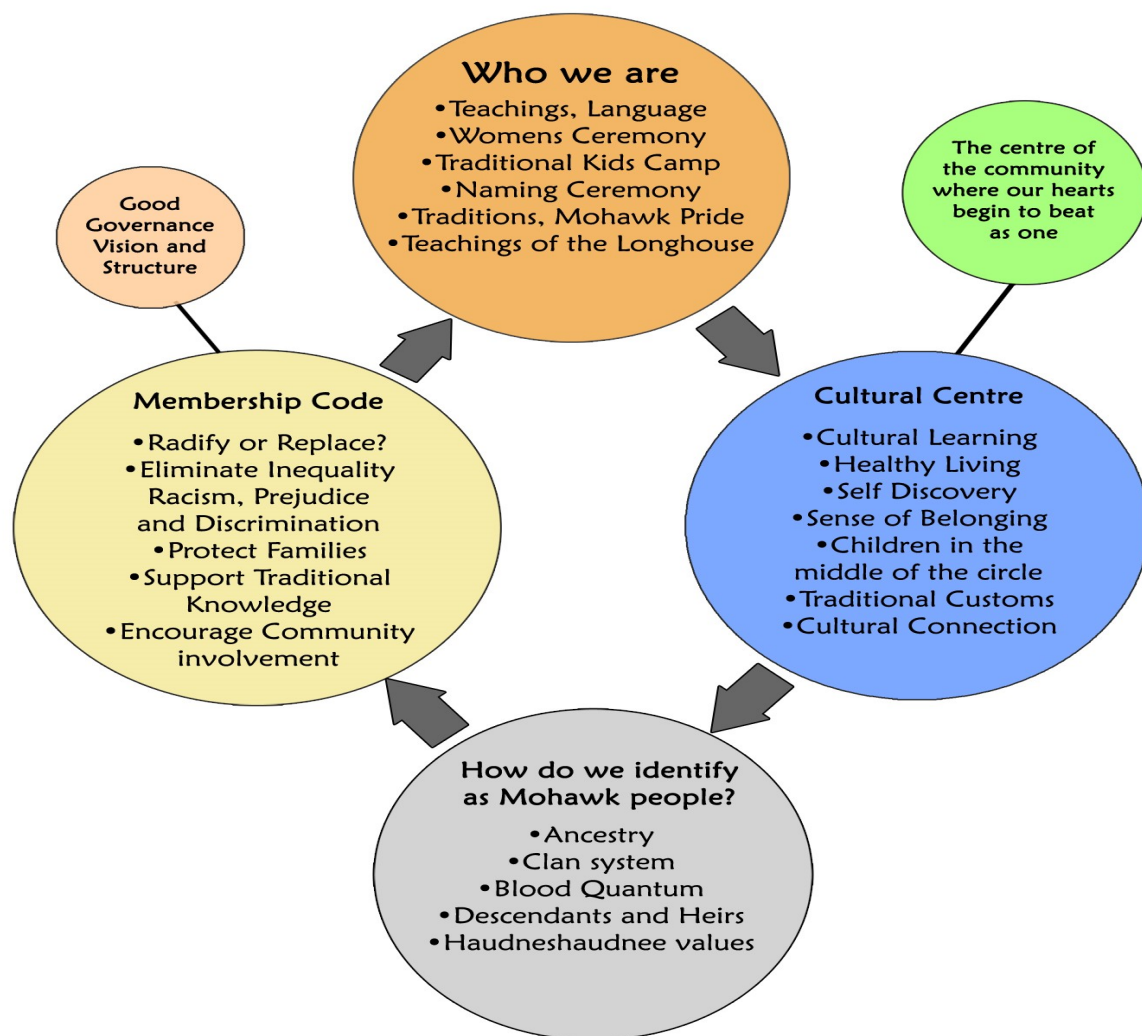 Who we are
•Teachings, Language
•Womens Ceremony
•Traditional Kids Camp
•Naming Ceremony
•Traditions, Mohawk Pride
•Teachings of the Longhouse
The centre of
the community
where our hearts
begin to beat
as one
Good
Governance
Vision and
Structure
Cultural Centre
•Cultural Learning
•Healthy Living
•Self Discovery
•Sense of Belonging
•Children in the
middle of the circle
•Traditional Customs
•Cultural Connection
How do we identify
as Mohawk people?
•Ancestry
•Clan system
•Blood Quantum
•Descendants and Heirs
•Haudneshaudnee values
Membership Code
•Radify or Replace?
•Eliminate Inequality
Racism, Prejudice
and Discrimination
•Protect Families
•Support Traditional
Knowledge
•Encourage Community
involvement